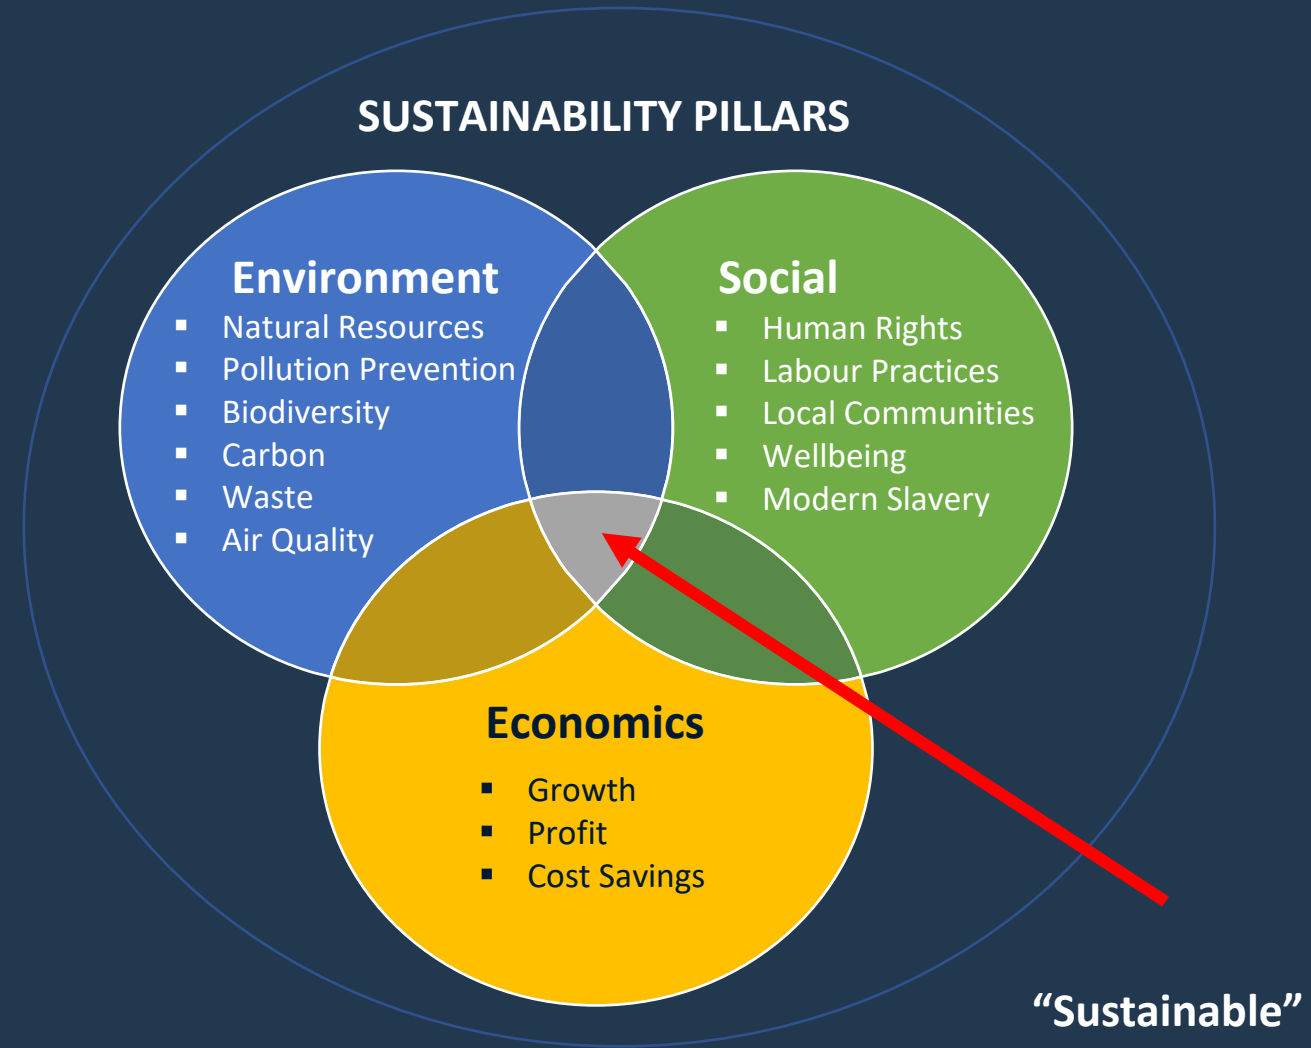 SUSTAINABILITY PILLARS
Environment
▪ Natural Resources
▪ Pollution Prevention
▪ Biodiversity
▪ Carbon
▪ Waste
▪ Air Quality
Social
▪ Human Rights
▪ Labour Practices
▪ Local Communities
▪ Wellbeing
▪ Modern Slavery
Economics
▪ Growth
▪ Profit
▪ Cost Savings
“Sustainable”